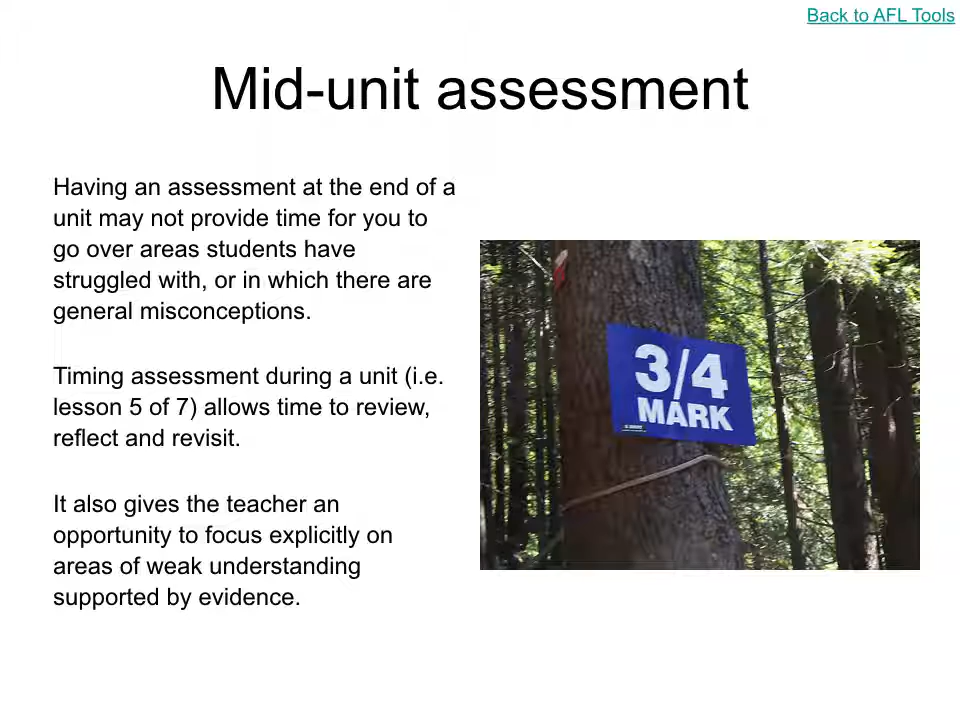 Back to AFL Tools
Mid-unit assessment
Having an assessment at the end of a
unit may not provide time for you to
go over areas students have
struggled with, or in which there are
general misconceptions.
Timing assessment during a unit (i.e.
lesson 5 of 7) allows time to review,
reflect and revisit.
It also gives the teacher an
opportunity to focus explicitly on
areas of weak understanding
supported by evidence.
3/4
MARK